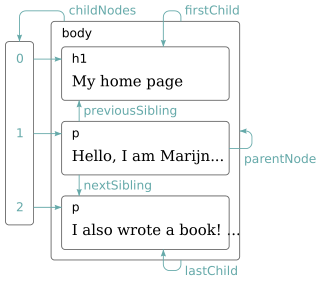 childNodes
firstChild
body
0
h1
My home page
previousSibling
1
p
Hello, I am Marijn...
parentNode
nextSibling
2
p
I also wrote a book! ...
lastChild